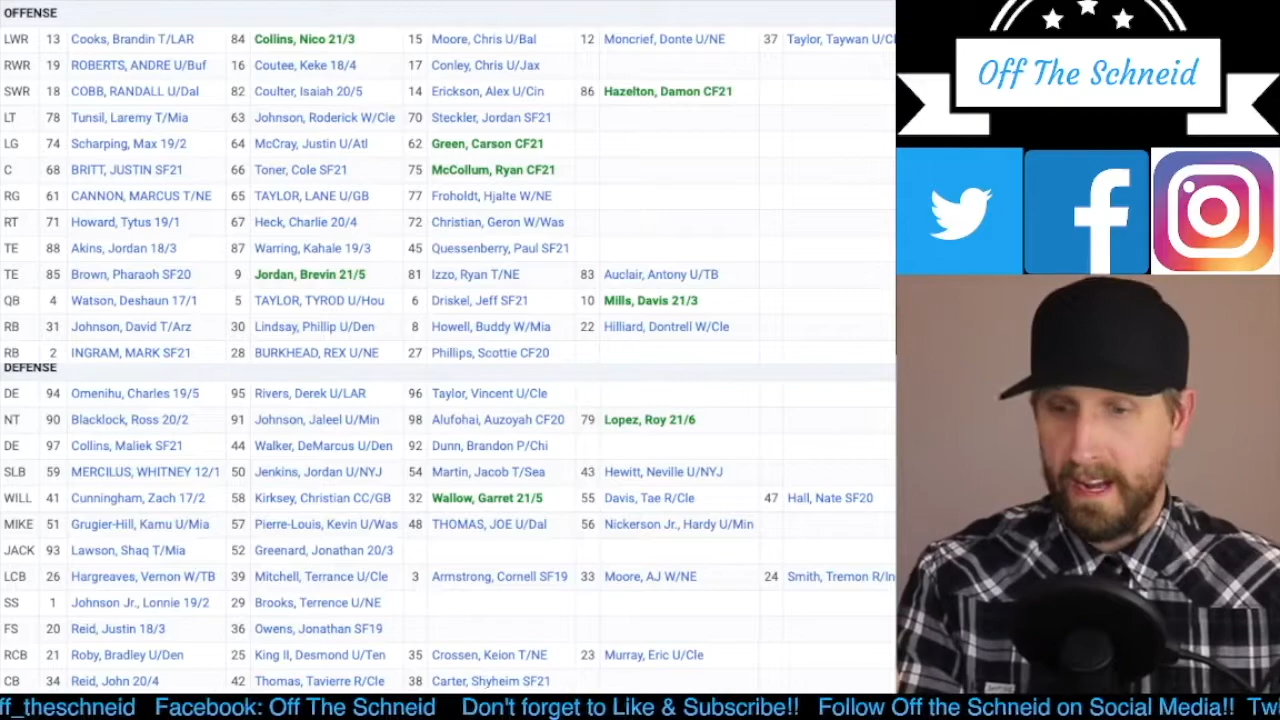 OFFENSE
LWR 13 Cooks, Brandin T/LAR 84 Collins, Nico 21/3 15 Moore, Chris U/Bal 12 Moncrief, Donte U/NE 37 Taylor, Taywan U/Cl
RWR 19 ROBERTS, ANDRE U/Buf 16 Coutee, Keke 18/4 17 Conley, Chris U/Jax
SWR 18 COBB, RANDALL U/Dal 82 Coulter, Isaiah 20/5 14 Erickson, Alex U/Cin 86 Hazelton, Damon CF21
LT 78 Tunsil, Laremy T/Mia 63 Johnson, Roderick W/Cle 70 Steckler, Jordan SF21
LG 74 Scharping, Max 19/2 64 McCray, Justin U/Atl 62 Green, Carson CF21
C 68 BRITT, JUSTIN SF21 66 Toner, Cole SF21 75 McCollum, Ryan CF21
RG 61 CANNON, MARCUS T/NE 65 TAYLOR, LANE U/GB 77 Froholdt, Hjalte W/NE
RT 71 Howard, Tytus 19/1 67 Heck, Charlie 20/4 72 Christian, Geron W/Was
TE 88 Akins, Jordan 18/3 87 Warring, Kahale 19/3 45 Quessenberry, Paul SF21
TE 85 Brown, Pharaoh SF20 9 Jordan, Brevin 21/5 81 Izzo, Ryan T/NE 83 Auclair, Antony U/TB
QB 4 Watson, Deshaun 17/1 5 TAYLOR, TYROD U/Hou 6 Driskel, Jeff SF21 10 Mills, Davis 21/3
RB 31 Johnson, David T/Arz 30 Lindsay, Phillip U/Den 8 Howell, Buddy W/Mia 22 Hilliard, Dontrell W/Cle
RB 2 INGRAM, MARK SF21 28 BURKHEAD, REX U/NE 27 Phillips, Scottie CF20
DEFENSE
DE 94 Omenihu, Charles 19/5 95 Rivers, Derek U/LAR 96 Taylor, Vincent U/Cle
NT 90 Blacklock, Ross 20/2 91 Johnson, Jaleel U/Min 98 Alufohai, Auzoyah CF20 79 Lopez, Roy 21/6
DE 97 Collins, Maliek SF21 44 Walker, DeMarcus U/Den 92 Dunn, Brandon P/Chi
SLB 59 MERCILUS, WHITNEY 12/1 50 Jenkins, Jordan U/NYJ 54 Martin, Jacob T/Sea 43 Hewitt, Neville U/NYJ
WILL 41 Cunningham, Zach 17/2 58 Kirksey, Christian CC/GB 32 Wallow, Garret 21/5 55 Davis, Tae R/Cle 47 Hall, Nate SF20
MIKE 51 Grugier-Hill, Kamu U/Mia 57 Pierre-Louis, Kevin U/Was 48 THOMAS, JOE U/Dal 56 Nickerson Jr., Hardy U/Min
JACK 93 Lawson, Shaq T/Mia 52 Greenard, Jonathan 20/3
LCB 26 Hargreaves, Vernon W/TB 39 Mitchell, Terrance U/Cle 3 Armstrong, Cornell SF19 33 Moore, AJ W/NE 24 Smith, Tremon R/In
SS 1 Johnson Jr., Lonnie 19/2 29 Brooks, Terrence U/NE
FS 20 Reid, Justin 18/3 36 Owens, Jonathan SF19
RCB 21 Roby, Bradley U/Den 25 King II, Desmond U/Ten 35 Crossen, Keion T/NE 23 Murray, Eric U/Cle
CB 34 Reid, John 20/4 42 Thomas, Tavierre R/Cle 38 Carter, Shyheim SF21
Off The Schneid
ff_theschneid Facebook: Off The Schneid Don't forget to Like & Subscribe!! Follow Off the Schneid on Social Media!! Tw